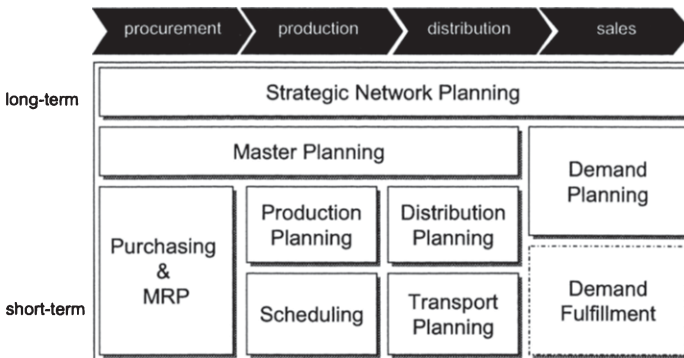 procurement production distribution sales
long-term
Strategic Network Planning
Master Planning
Demand
Planning
Purchasing
&
MRP
Production
Planning
Distribution
Planning
short-term
Scheduling
Transport
Planning
Demand
Fulfillment